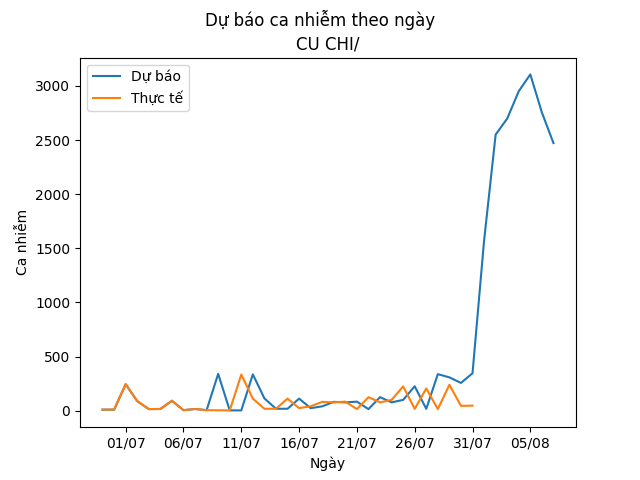 Dự báo ca nhiễm theo ngày
CU CHI/
Dự báo
Thực tế
Ca nhiễm
3000
2500
2000
1500
1000
500
0
01/07 06/07 11/07 16/07 21/07 26/07 31/07 05/08
Ngày